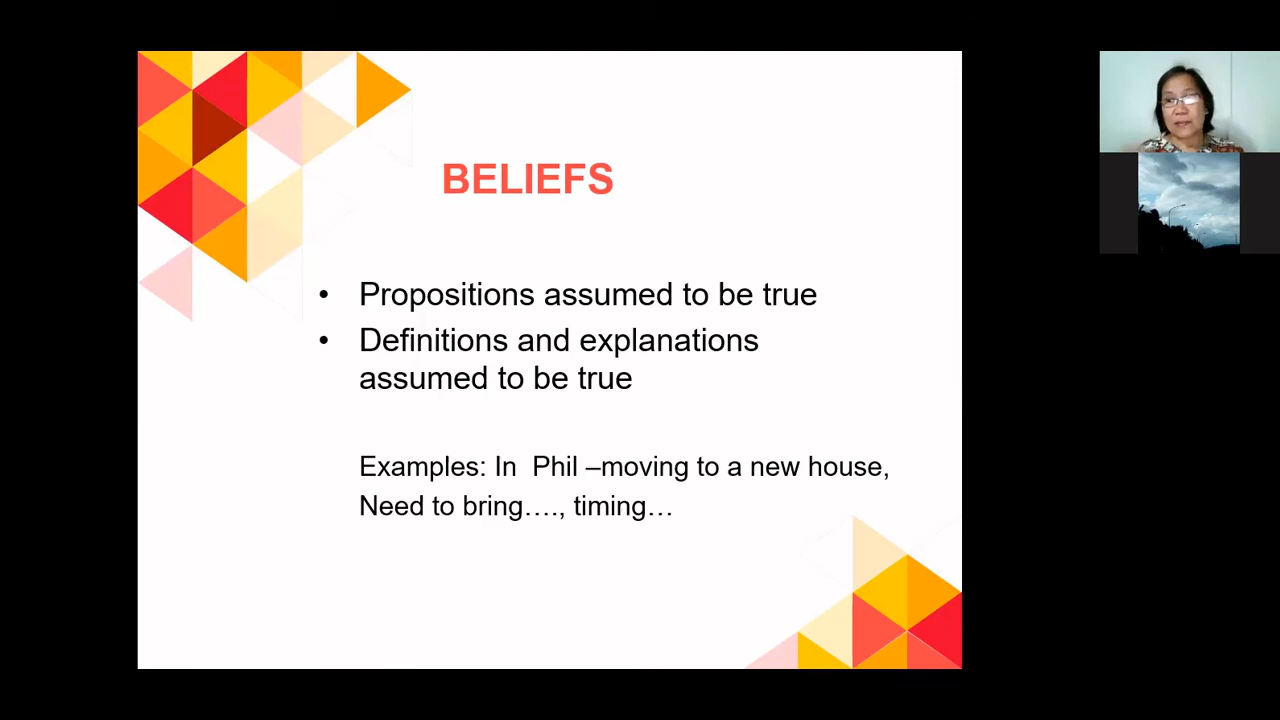 BELIEFS
• Propositions assumed to be true
• Definitions and explanations
assumed to be true
Examples: In  Phil –moving to a new house,
Need to bring…., timing…